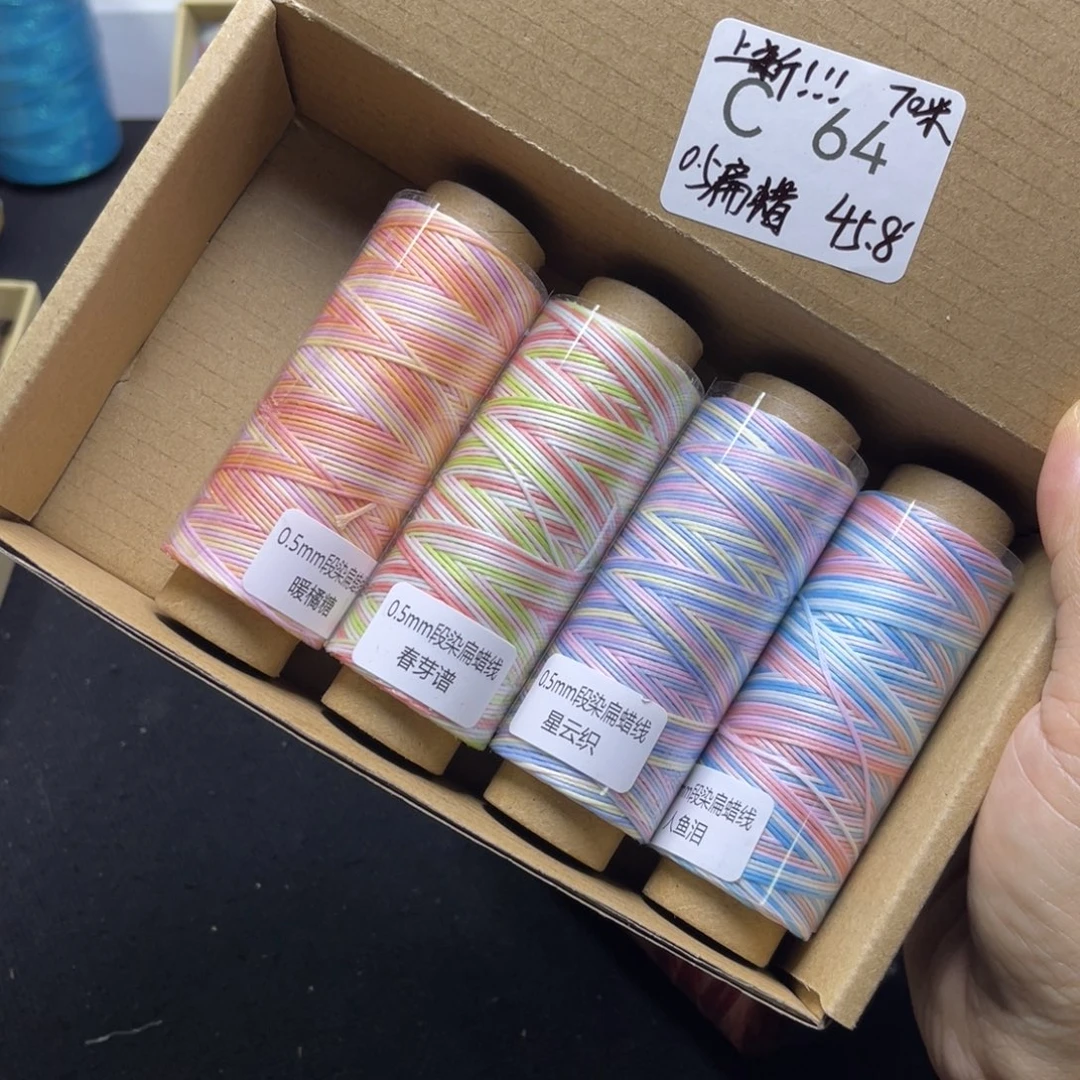 上新!!! 70米
C 64
0.5扁蜡 45.8
0.5mm段染扁蜡
暖橘糖
0.5mm段染扁蜡线
春芽谱
0.5mm段染扁蜡线
星云织
m段染扁蜡线
人鱼泪